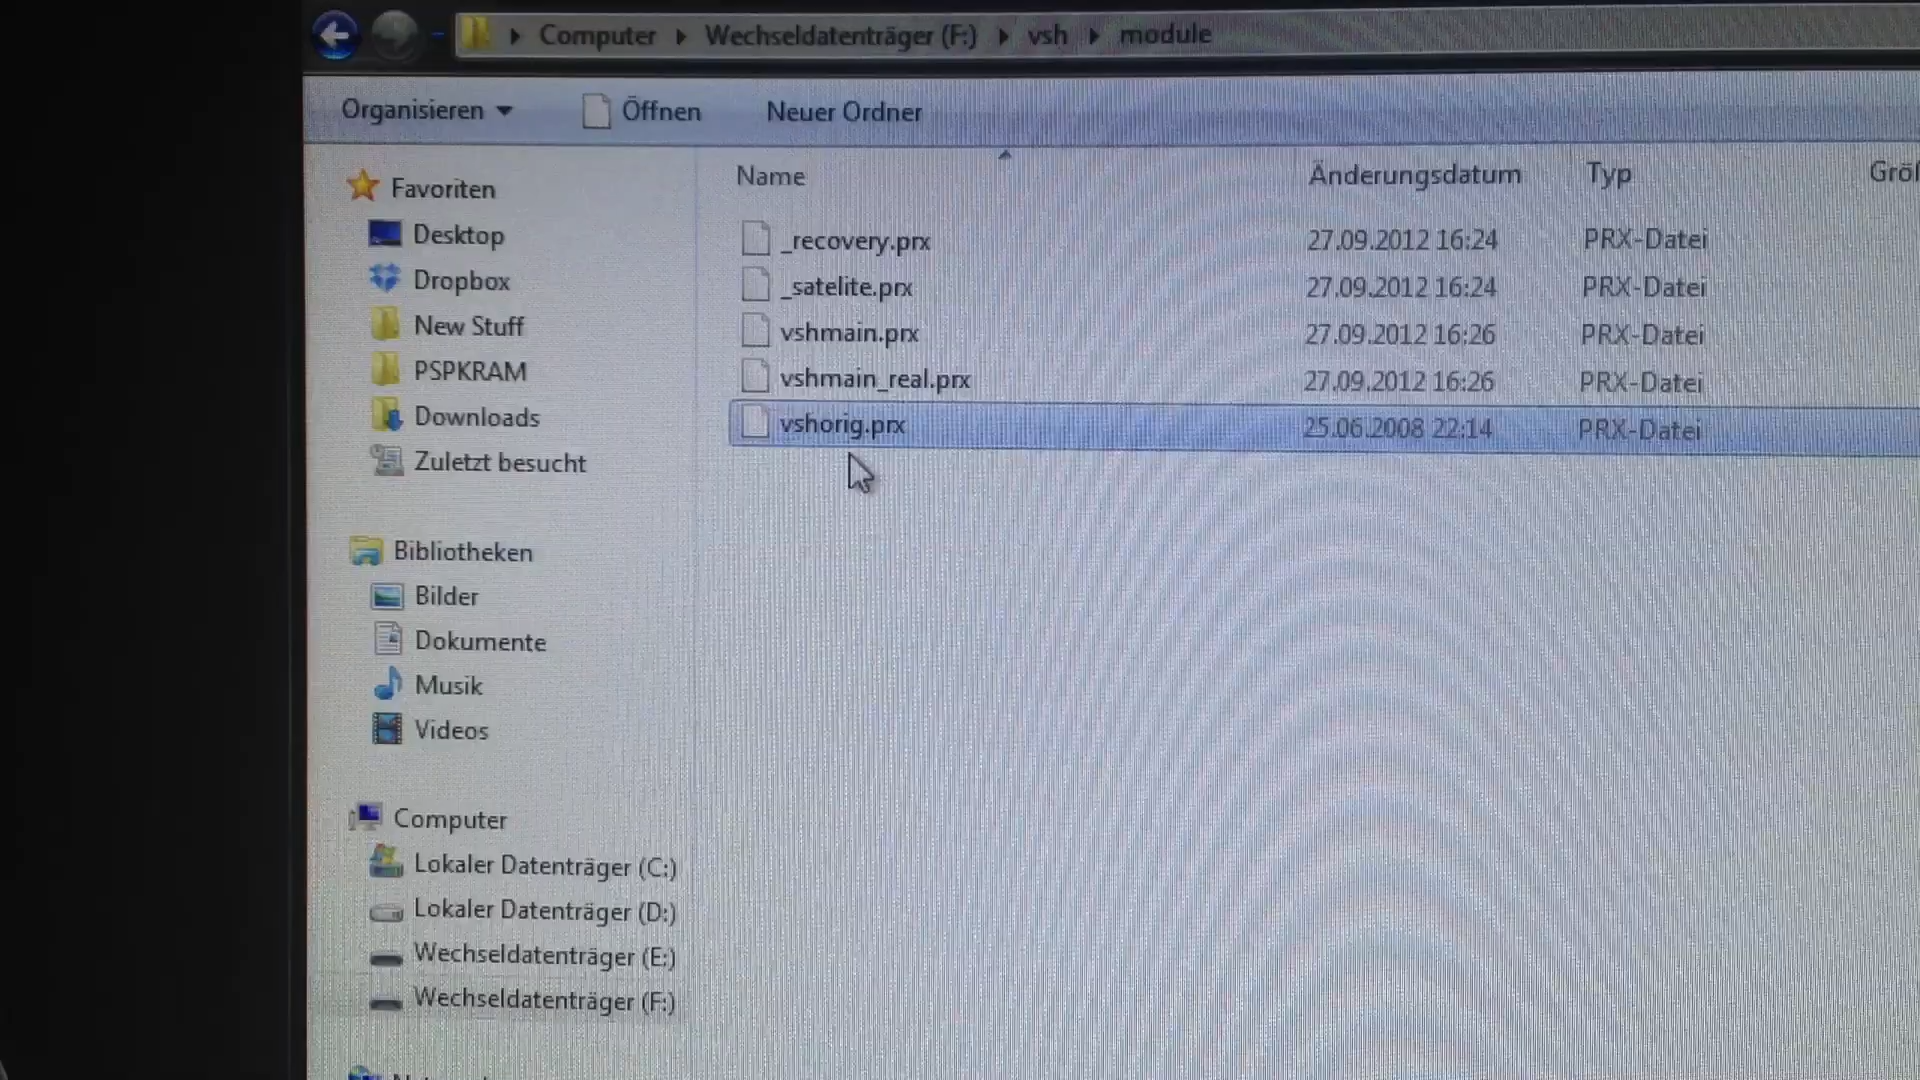 Computer Wechseldatenträger (F:) vsh module
Organisieren Öffnen Neuer Ordner
Name Änderungsdatum Typ
_recovery.prx 27.09.2012 16:24 PRX-Datei
_satelite.prx 27.09.2012 16:24 PRX-Datei
vshmain.prx 27.09.2012 16:26 PRX-Datei
vshmain_real.prx 27.09.2012 16:26 PRX-Datei
vshorig.prx 25.06.2008 22:14 PRX-Datei
Favoriten
Desktop
Dropbox
New Stuff
PSPKRAM
Downloads
Zuletzt besucht
Bibliotheken
Bilder
Dokumente
Musik
Videos
Computer
Lokaler Datenträger (C:)
Lokaler Datenträger (D:)
Wechseldatenträger (E:)
Wechseldatenträger (F:)